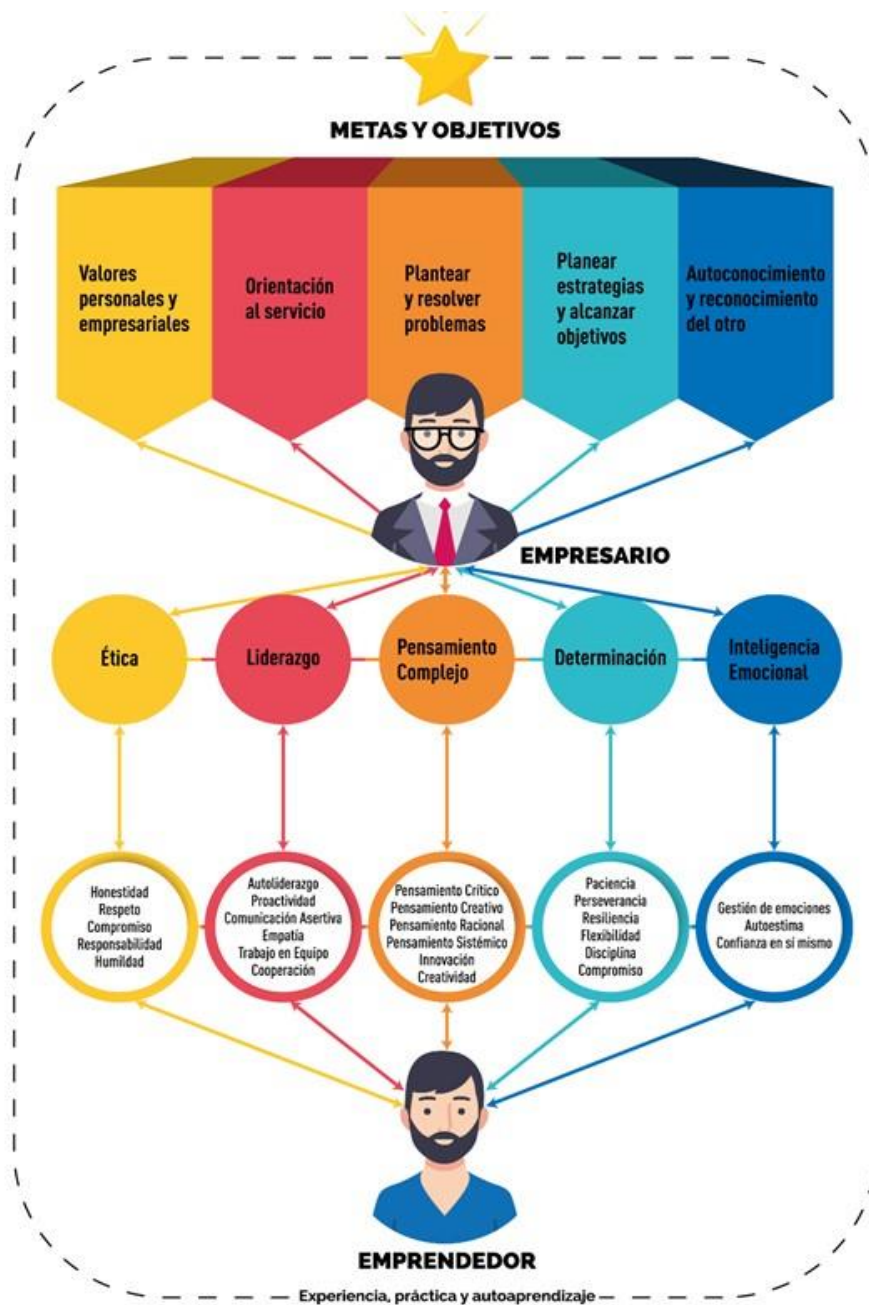 METAS Y OBJETIVOS
Valores
personales y
empresariales
Orientación
al servicio
Plantear
y resolver
problemas
Planear
estrategias
y alcanzar
objetivos
Autoconocimiento
y reconocimiento
del otro
EMPRESARIO
Ética
Liderazgo
Pensamiento
Complejo
Determinación
Inteligencia
Emocional
Honestidad
Respeto
Compromiso
Responsabilidad
Humildad
Autoliderazgo
Proactividad
Comunicación Asertiva
Empatía
Trabajo en Equipo
Cooperación
Pensamiento Crítico
Pensamiento Creativo
Pensamiento Racional
Pensamiento Sistémico
Innovación
Creatividad
Paciencia
Perseverancia
Resiliencia
Flexibilidad
Disciplina
Compromiso
Gestión de emociones
Autoestima
Confianza en sí mismo
EMPRENDEDOR
Experiencia, práctica y autoaprendizaje